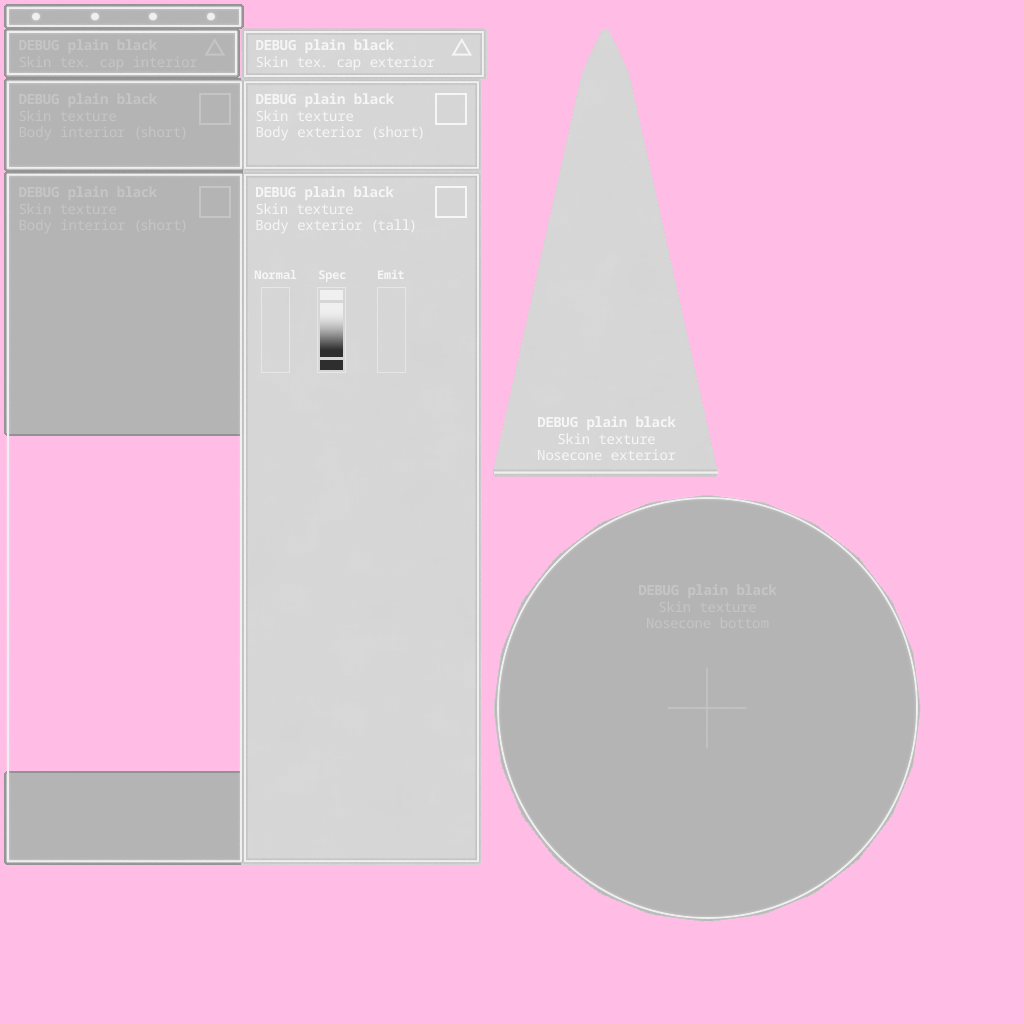 DEBUG plain black
Skin tex. cap interior
DEBUG plain black
Skin tex. cap exterior
DEBUG plain black
Skin texture
Body interior (short)
DEBUG plain black
Skin texture
Body exterior (short)
DEBUG plain black
Skin texture
Body interior (short)
DEBUG plain black
Skin texture
Body exterior (tall)
Normal Spec Emit
DEBUG plain black
Skin texture
Nosecone exterior
DEBUG plain black
Skin texture
Nosecone bottom